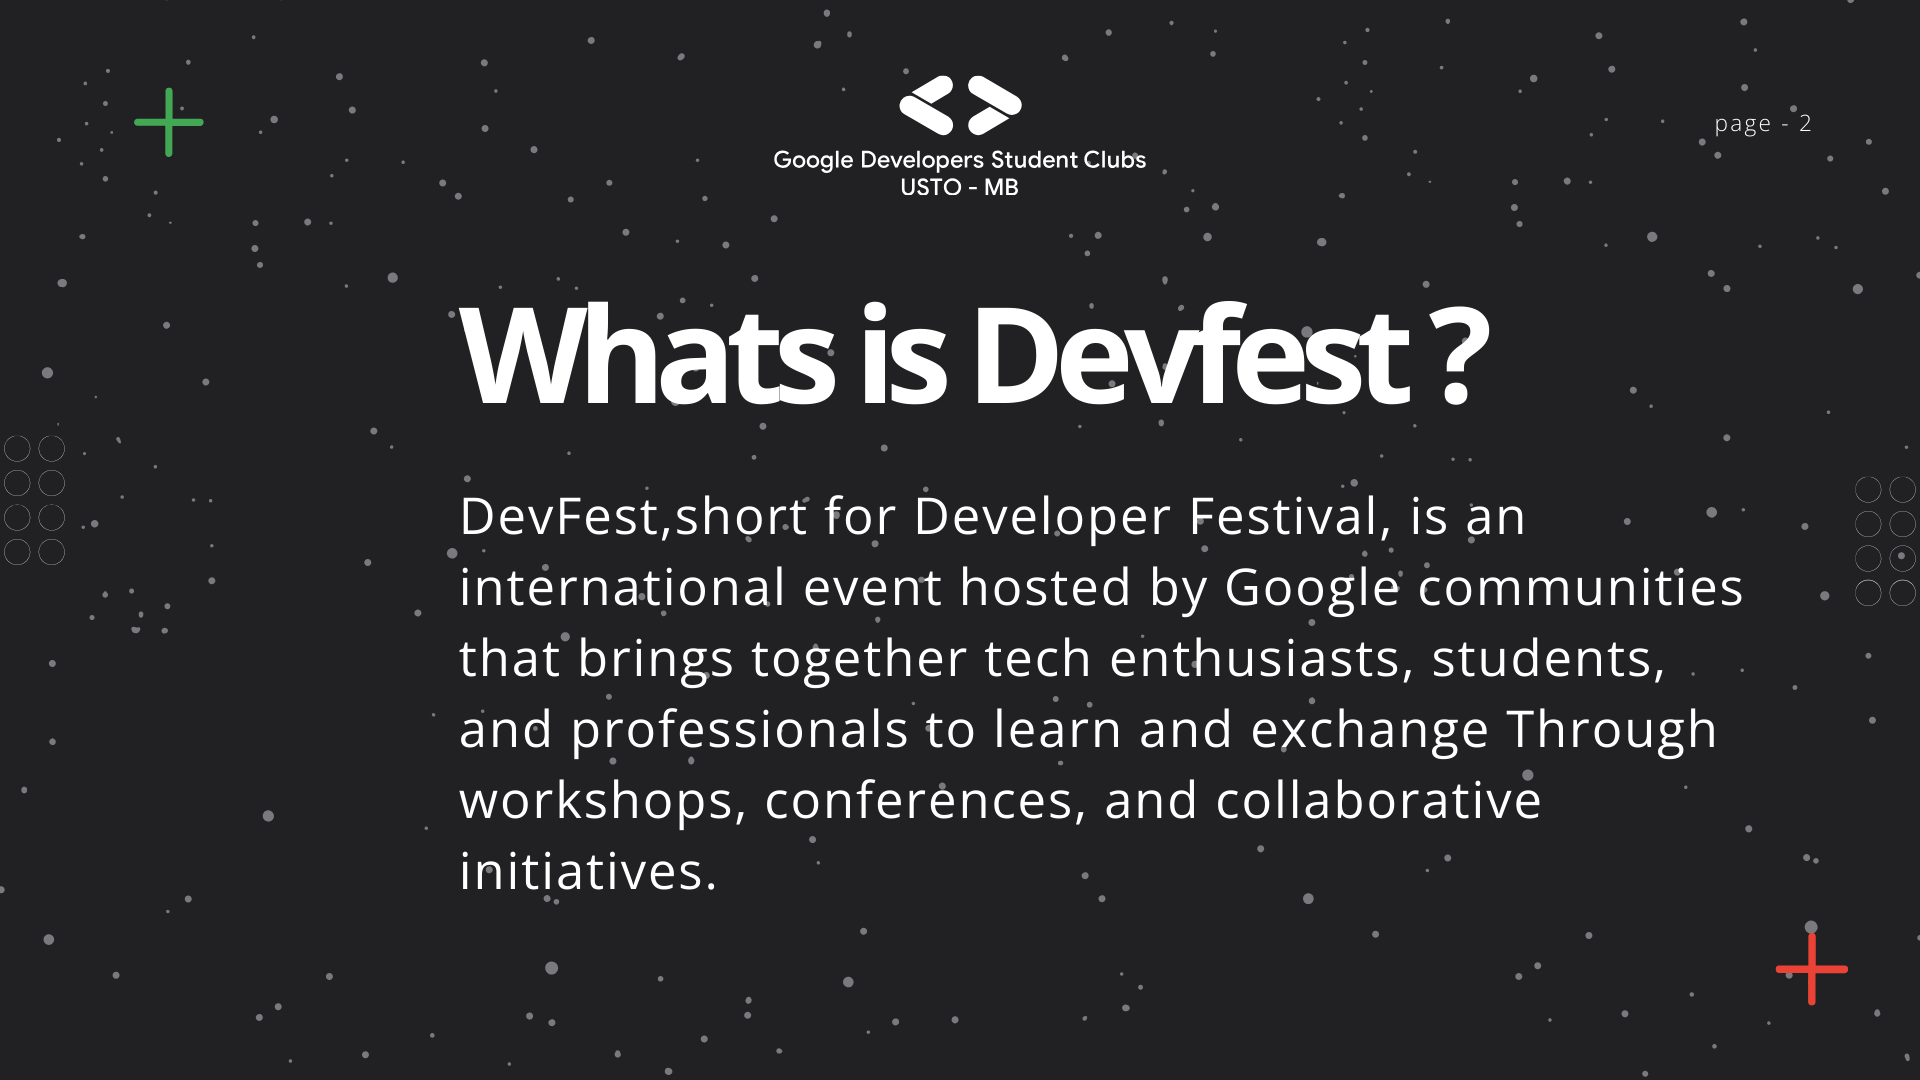 Google Developers Student Clubs
USTO - MB
page - 2
Whats is Devfest ?
DevFest,short for Developer Festival, is an
international event hosted by Google communities
that brings together tech enthusiasts, students,
and professionals to learn and exchange Through
workshops, conferences, and collaborative
initiatives.